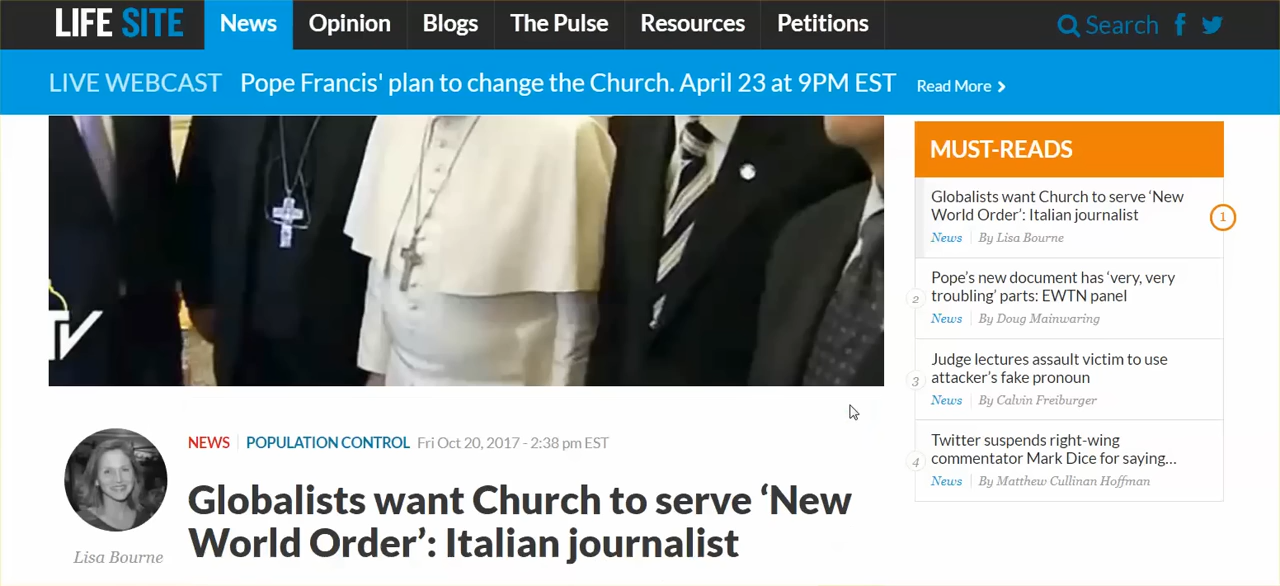 LIFE SITE News Opinion Blogs The Pulse Resources Petitions Search
LIVE WEBCAST Pope Francis' plan to change the Church. April 23 at 9PM EST Read More
MUST-READS
Globalists want Church to serve ‘New
World Order’: Italian journalist
1
News By Lisa Bourne
Pope’s new document has ‘very, very
troubling’ parts: EWTN panel
2
News By Doug Mainwaring
Judge lectures assault victim to use
attacker’s fake pronoun
3
News By Calvin Freiburger
Twitter suspends right-wing
commentator Mark Dice for saying...
4
News By Matthew Cullinan Hoffman
NEWS POPULATION CONTROL Fri Oct 20, 2017 - 2:38 pm EST
Globalists want Church to serve ‘New
World Order’: Italian journalist
Lisa Bourne